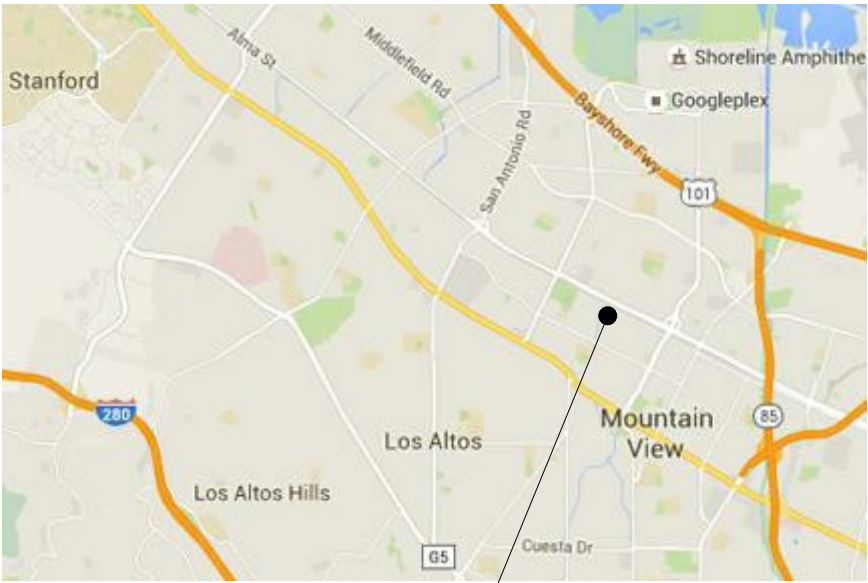 Alma St
Middlefield Rd
Shoreline Amphithe
Stanford
Googleplex
Bayshore Fwy
San Antonio Rd
101
280
Mountain
View
85
Los Altos
Los Altos Hills
G5
Cuesta Dr